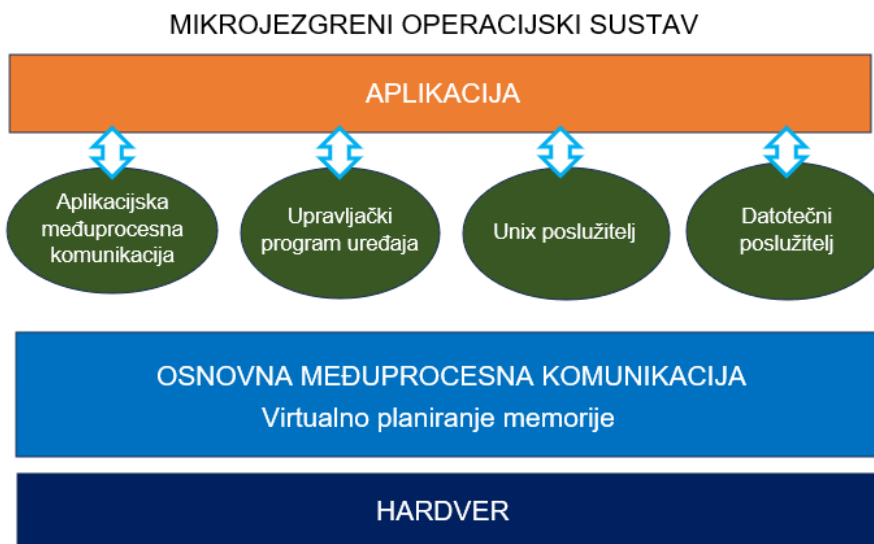 MIKROJEZGRENI OPERACIJSKI SUSTAV
APLIKACIJA
Aplikacijska
međuprocesna
komunikacija
Upravljački
program uređaja
Unix poslužitelj
Datotečni
poslužitelj
OSNOVNA MEĐUPROCESNA KOMUNIKACIJA
Virtualno planiranje memorije
HARDVER